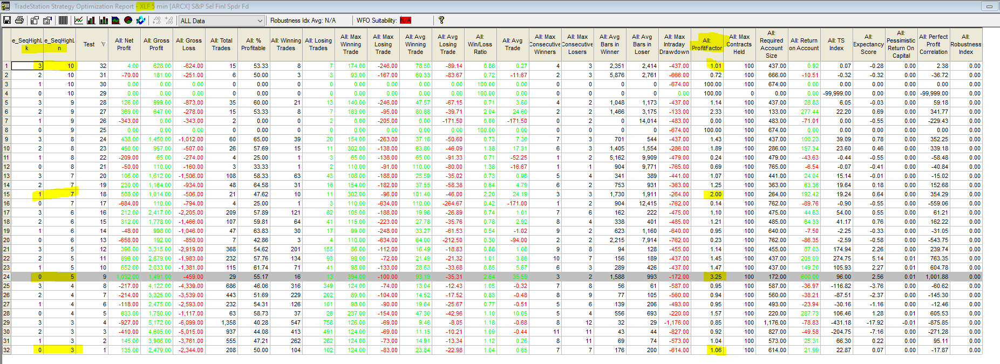 TradeStation Strategy Optimization Report - XLF 5 min [ARCX] S&P Sel Finl Spdr Fd
ALL Data Robustness Idx Avg: N/A WFO Suitability: N/A
e_SeqHighL k e_SeqHighL n Test All: Net Profit All: Gross Profit All: Gross Loss All: Total Trades All: % Profitable All: Winning Trades All: Losing Trades All: Max Winning Trade All: Max Losing Trade All: Avg Winning Trade All: Avg Losing Trade All: Win/Loss Ratio All: Avg Trade All: Max Consecutive Winners All: Max Consecutive Losers All: Avg Bars in Winner All: Avg Bars in Loser All: Max Intraday Drawdown All: ProfitFactor All: Max Contracts Held All: Required Account Size All: Return on Account All: TS Index All: Expectancy Score All: Pessimistic Return On Capital All: Perfect Profit Correlation All: Robustness Index
1 3 10 32 4.00 628.00 -624.00 15 53.33 8 7 174.00 -246.00 78.50 -89.14 0.88 0.27 4 3 2,351 2,414 -437.00 1.01 100 437.00 0.92 0.07 -0.28 0.00 2.38 0.00
2 2 10 31 -70.00 181.00 -251.00 6 50.00 3 3 93.00 -167.00 60.33 -83.67 0.72 -11.67 2 3 5,876 2,761 -666.00 0.72 100 666.00 -10.51 -0.32 -0.32 0.00 -36.72 0.00
3 1 10 30 0.00 0.00 0.00 0 0.00 0 0 0.00 0.00 0.00 0.00 100.00 0.00 0 0 0 0 -674.00 100.00 100 674.00 0.00 0.00 0.00 0.00 0.00 0.00
4 0 10 29 0.00 0.00 0.00 0 0.00 0 0 0.00 0.00 0.00 0.00 100.00 0.00 0 0 0 0 0.00 100.00 0 0.00 0.00 -99,999.00 0.00 0.00 -99,999.00 0.00
5 3 9 28 126.00 999.00 -873.00 35 60.00 21 13 140.00 -246.00 47.57 -67.15 0.71 3.60 4 2 1,048 1,173 -437.00 1.14 100 437.00 28.83 6.05 -0.03 0.00 59.18 0.00
6 2 9 27 369.00 647.00 -278.00 15 53.33 8 7 183.00 -95.00 80.88 -39.71 2.04 24.60 2 2 1,466 3,175 -133.00 2.33 100 133.00 277.44 22.20 0.69 0.00 341.77 0.00
7 1 9 26 -343.00 0.00 -343.00 2 0.00 0 2 0.00 -205.00 0.00 -171.50 0.00 -171.50 0 2 0 14,014 -483.00 0.00 100 483.00 -71.01 0.00 -0.55 0.00 -229.43 0.00
8 0 9 25 0.00 0.00 0.00 0 0.00 0 0 0.00 0.00 0.00 0.00 100.00 0.00 0 0 0 0 -674.00 100.00 100 674.00 0.00 0.00 0.00 0.00 0.00 0.00
9 3 8 24 438.00 1,450.00 -1,012.00 60 65.00 39 20 154.00 -263.00 37.18 -50.60 0.73 7.30 7 3 701 544 -437.00 1.43 100 437.00 100.23 39.09 0.78 0.00 352.25 0.00
10 2 8 23 450.00 957.00 -507.00 26 57.69 15 11 302.00 -138.00 63.80 -46.09 1.38 17.31 6 3 1,405 1,554 -286.00 1.89 100 286.00 157.34 23.60 0.46 0.00 339.18 0.00
11 1 8 22 -209.00 65.00 -274.00 4 25.00 1 3 65.00 -138.00 65.00 -91.33 0.71 -52.25 1 2 5,162 9,909 -479.00 0.24 100 479.00 -43.63 -0.44 -0.55 0.00 -58.48 0.00
12 0 8 21 -50.00 110.00 -160.00 3 33.33 1 2 110.00 -91.00 110.00 -80.00 1.38 -16.67 1 1 904 9,771 -765.00 0.69 100 765.00 -6.54 -0.07 -0.41 0.00 -40.84 0.00
13 3 7 20 106.00 1,612.00 -1,506.00 108 58.33 63 43 108.00 -188.00 25.59 -35.02 0.73 0.98 5 4 341 389 -441.00 1.07 100 441.00 24.04 15.14 -0.01 0.00 -15.02 0.00
14 2 7 19 230.00 1,164.00 -934.00 48 64.58 31 16 154.00 -182.00 37.55 -58.38 0.64 4.79 6 2 753 931 -363.00 1.25 100 363.00 63.36 19.64 0.18 0.00 152.68 0.00
15 1 7 18 508.00 1,014.00 -506.00 21 47.62 10 11 302.00 -96.00 101.40 -46.00 2.20 24.19 3 3 1,730 1,911 -264.00 2.00 100 264.00 192.42 19.24 0.64 0.00 354.29 0.00
16 0 7 17 -684.00 110.00 -794.00 4 25.00 1 3 110.00 -634.00 110.00 -264.67 0.42 -171.00 1 2 904 12,415 -762.00 0.14 100 762.00 -89.76 -0.90 -0.55 0.00 -559.06 0.00
17 3 6 16 212.00 2,417.00 -2,205.00 209 57.89 121 82 105.00 -188.00 19.98 -26.89 0.74 1.01 7 6 162 222 -475.00 1.10 100 475.00 44.63 54.00 0.55 0.00 61.21 0.00
18 2 6 15 312.00 1,778.00 -1,466.00 107 59.81 64 41 115.00 -223.00 27.78 -35.76 0.78 2.92 8 4 338 401 -485.00 1.21 100 485.00 64.33 41.17 0.76 0.00 162.22 0.00
19 1 6 14 -48.00 998.00 -1,046.00 47 63.83 30 17 99.00 -248.00 33.27 -61.53 0.54 -1.02 9 2 623 1,160 -640.00 0.95 100 640.00 -7.50 -2.25 -0.33 0.00 -31.05 0.00
20 0 6 13 -658.00 192.00 -850.00 7 42.86 3 4 110.00 -634.00 64.00 -212.50 0.30 -94.00 2 2 2,215 7,914 -762.00 0.23 100 762.00 -86.35 -2.59 -0.58 0.00 -543.75 0.00
21 3 5 12 396.00 3,315.00 -2,919.00 368 54.62 201 155 86.00 -112.00 16.49 -18.83 0.88 1.08 9 8 94 128 -455.00 1.14 100 455.00 87.03 174.94 2.26 0.00 239.74 0.00
22 2 5 11 896.00 2,879.00 -1,983.00 232 57.76 134 93 98.00 -72.00 21.49 -21.32 1.01 3.86 10 7 156 189 -437.00 1.45 100 437.00 205.03 274.75 5.14 0.01 763.35 0.00
23 1 5 10 652.00 2,033.00 -1,381.00 115 61.74 71 41 98.00 -133.00 28.63 -33.68 0.85 5.67 6 3 289 426 -437.00 1.47 100 437.00 149.20 105.93 2.27 0.01 604.78 0.00
24 0 5 9 1,032.00 1,491.00 -459.00 29 55.17 16 13 394.00 -100.00 93.19 -35.31 2.64 35.59 3 2 1,588 993 -172.00 3.25 100 172.00 600.00 96.00 2.56 0.01 1,001.88 0.00
25 3 4 8 -217.00 4,122.00 -4,339.00 686 46.06 316 349 124.00 -74.00 13.04 -12.43 1.05 -0.32 7 8 56 61 -587.00 0.95 100 587.00 -36.97 -116.82 -3.76 0.00 -60.62 0.00
26 2 4 7 -214.00 3,325.00 -3,539.00 443 51.69 229 202 89.00 -104.00 14.52 -17.52 0.83 -0.48 8 9 77 105 -560.00 0.94 100 560.00 -38.21 -87.51 -2.37 0.00 -145.30 0.00
27 1 4 6 -118.00 2,475.00 -2,593.00 232 54.31 126 101 98.00 -90.00 19.64 -25.67 0.77 -0.51 5 6 139 206 -493.00 0.95 100 493.00 -23.94 -30.16 -1.16 0.00 -12.46 0.00
28 0 4 5 633.00 1,750.00 -1,117.00 63 58.73 37 26 237.00 -154.00 47.30 -42.96 1.10 10.05 5 4 556 693 -220.00 1.57 100 220.00 287.73 106.46 1.28 0.01 605.53 0.00
29 3 3 4 -927.00 5,172.00 -6,099.00 1,358 40.28 547 758 126.00 -69.00 9.46 -8.05 1.18 -0.68 8 12 32 29 -1,176.00 0.85 100 1,176.00 -78.83 -431.18 -17.92 -0.01 -875.85 0.00
30 2 3 3 -410.00 4,605.00 -5,015.00 937 44.08 413 491 124.00 -69.00 11.15 -10.21 1.09 -0.44 11 11 43 44 -827.00 0.92 100 827.00 -49.58 -204.75 -7.16 0.00 -271.28 0.00
31 1 3 2 145.00 3,906.00 -3,761.00 555 47.21 262 282 124.00 -73.00 14.91 -13.34 1.12 0.26 8 11 69 74 -573.00 1.04 100 573.00 25.31 66.30 0.22 0.00 95.11 0.00
32 0 3 1 135.00 2,479.00 -2,344.00 208 50.00 104 102 124.00 -83.00 23.84 -22.98 1.04 0.65 7 7 176 200 -614.00 1.06 100 614.00 21.99 22.87 0.07 0.00 -17.87 0.00